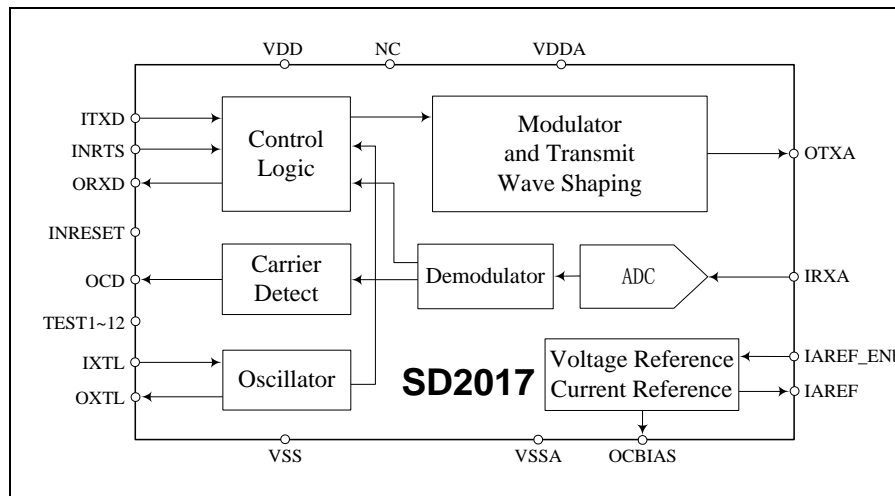 VDD
NC
VDDA
ITXD
INRTS
ORXD
INRESET
OCD
TEST1~12
IXTL
OXTL
Control
Logic
Modulator
and Transmit
Wave Shaping
Carrier
Detect
Demodulator
ADC
Oscillator
SD2017
Voltage Reference
Current Reference
OTXA
IRXA
IAREF_ENb
IAREF
VSS
VSSA
OCBIAS